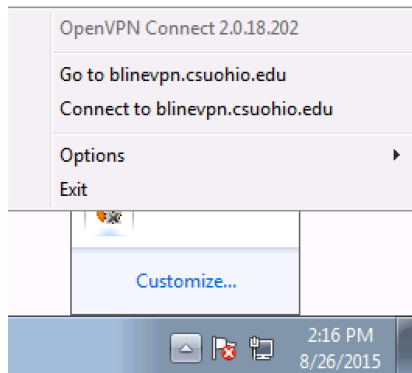 OpenVPN Connect 2.0.18.202
Go to blinevpn.csuohio.edu
Connect to blinevpn.csuohio.edu
Options
Exit
Customize...
2:16 PM
8/26/2015